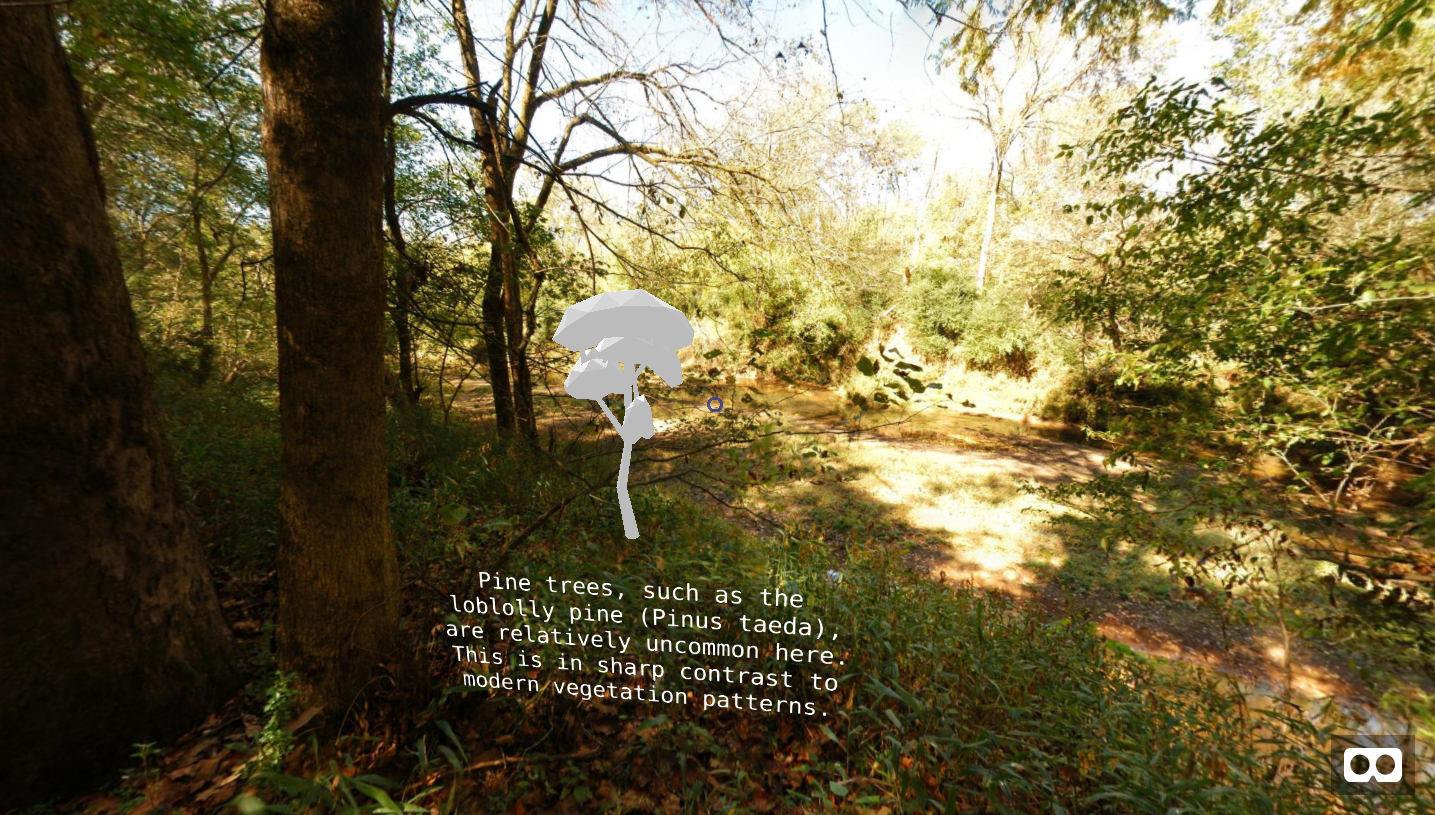 Pine trees, such as the
loblolly pine (Pinus taeda),
are relatively uncommon here.
This is in sharp contrast to
modern vegetation patterns.